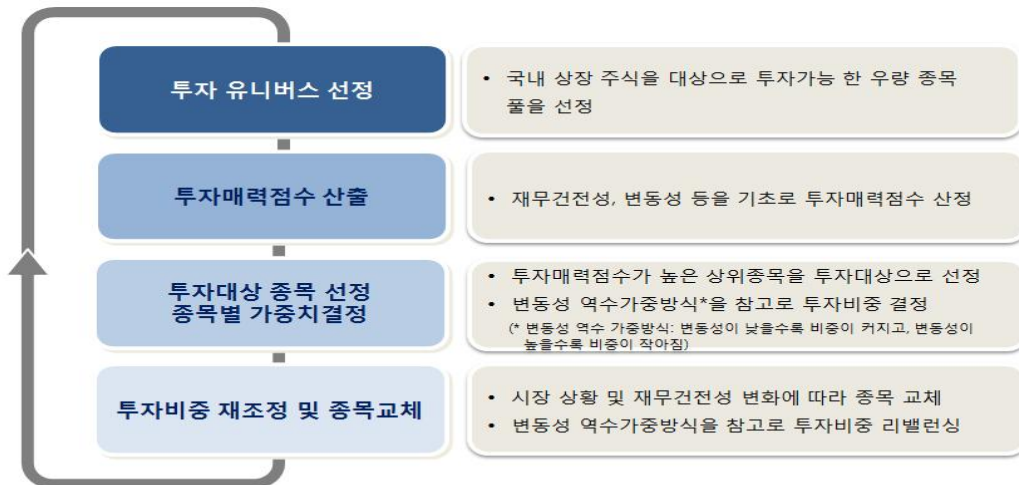 투자 유니버스 선정
• 국내 상장 주식을 대상으로 투자가능 한 우량 종목
풀을 선정
투자매력점수 산출
• 재무건전성, 변동성 등을 기초로 투자매력점수 산정
투자대상 종목 선정
종목별 가중치결정
• 투자매력점수가 높은 상위종목을 투자대상으로 선정
• 변동성 역수가중방식*을 참고로 투자비중 결정
(* 변동성 역수 가중방식: 변동성이 낮을수록 비중이 커지고, 변동성이
높을수록 비중이 작아짐)
투자비중 재조정 및 종목교체
• 시장 상황 및 재무건전성 변화에 따라 종목 교체
• 변동성 역수가중방식을 참고로 투자비중 리밸런싱